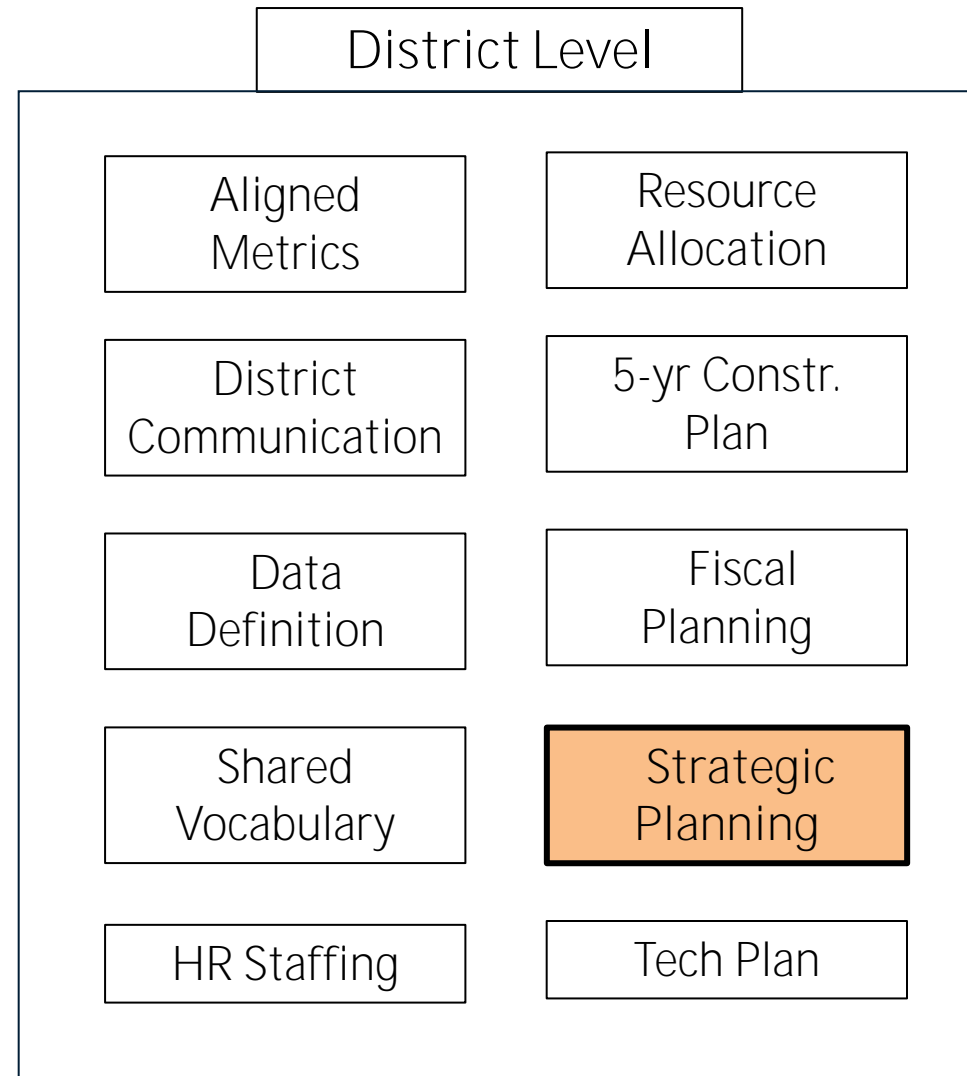 District Level
Aligned
Metrics
Resource
Allocation
District
Communication
5-yr Constr.
Plan
Data
Definition
Fiscal
Planning
Shared
Vocabulary
Strategic
Planning
HR Staffing
Tech Plan